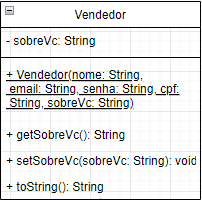 Vendedor
- sobreVc: String
+ Vendedor(nome: String,
email: String, senha: String, cpf:
String, sobreVc: String)
+ getSobreVc(): String
+ setSobreVc(sobreVc: String): void
+ toString(): String